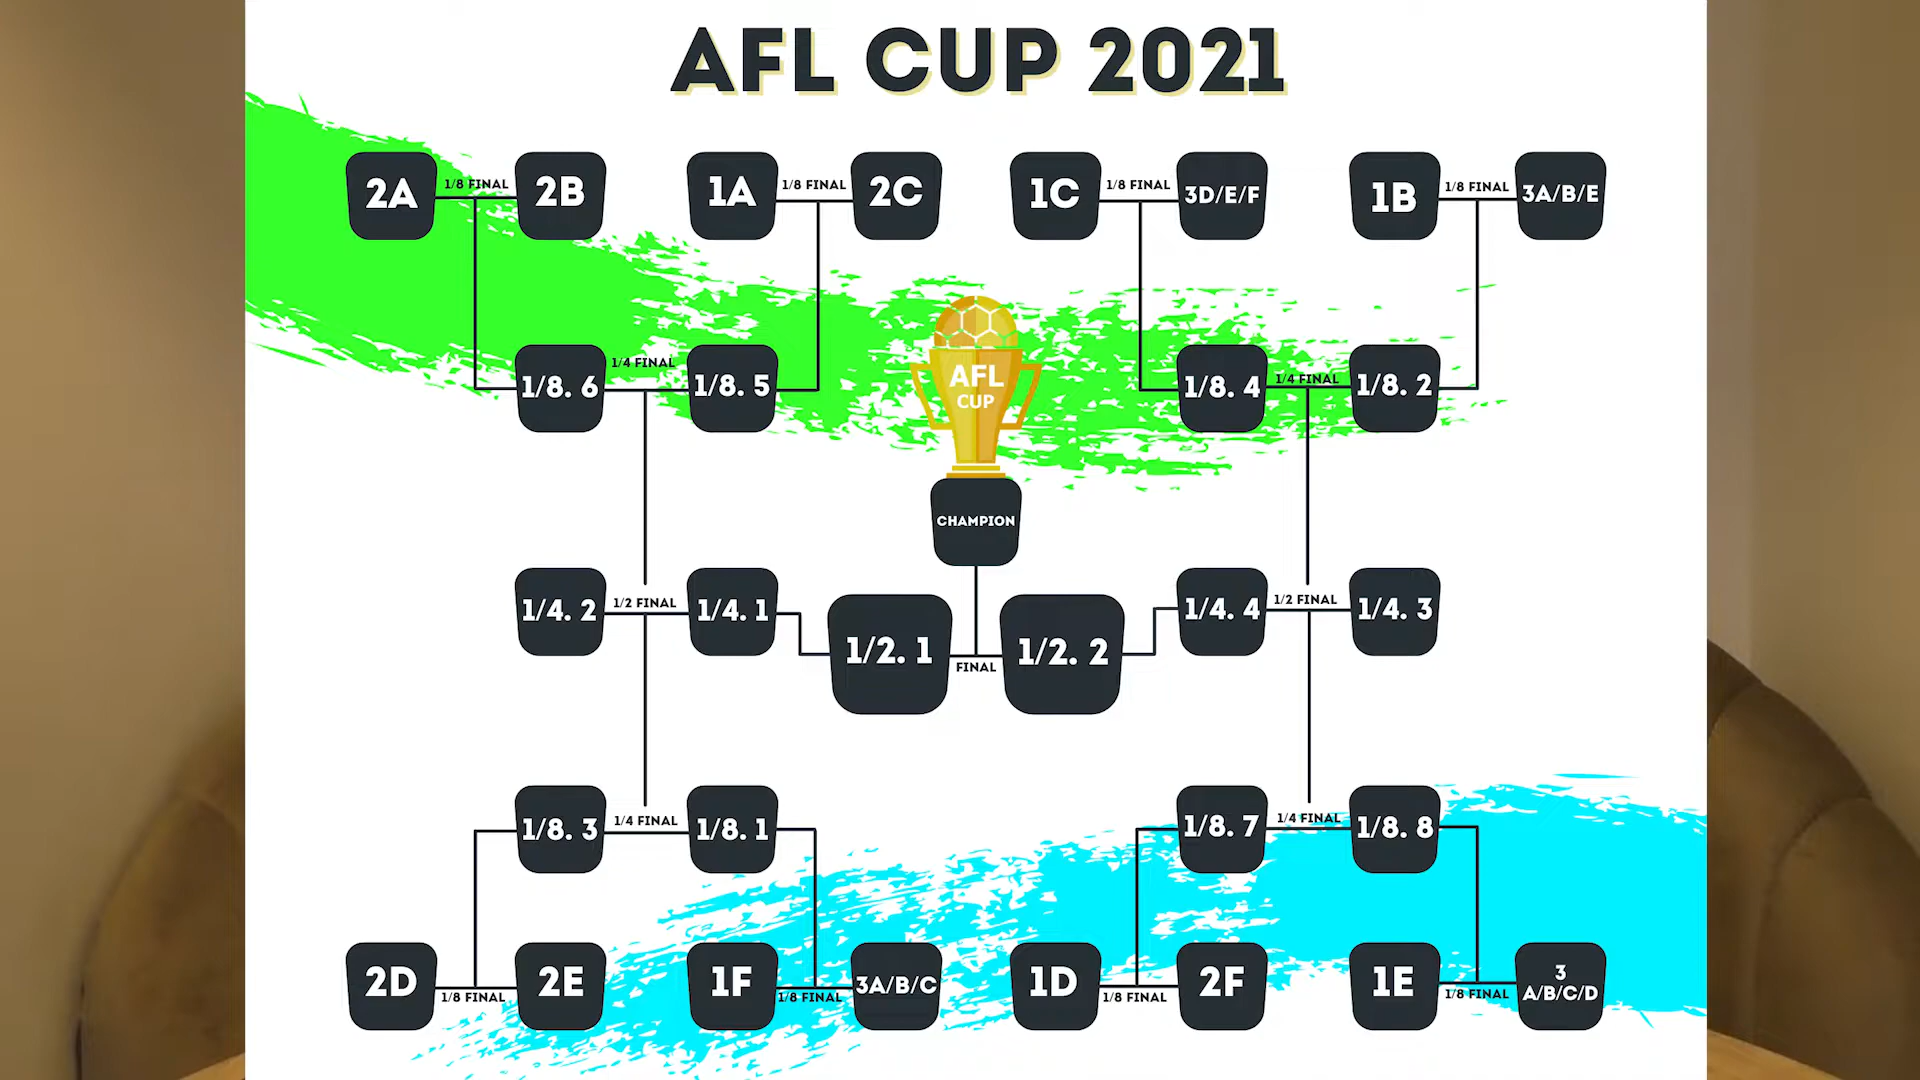 AFL CUP 2021
2A
1/8 FINAL
2B
1A
1/8 FINAL
2C
1C
1/8 FINAL
3D/E/F
1B
1/8 FINAL
3A/B/E
1/8. 6
1/4 FINAL
1/8. 5
AFL
CUP
1/8. 4
1/4 FINAL
1/8. 2
CHAMPION
1/4. 2
1/2 FINAL
1/4. 1
1/2. 1
FINAL
1/2. 2
1/4. 4
1/2 FINAL
1/4. 3
1/8. 3
1/4 FINAL
1/8. 1
1/8. 7
1/4 FINAL
1/8. 8
2D
1/8 FINAL
2E
1F
1/8 FINAL
3A/B/C
1D
1/8 FINAL
2F
1E
1/8 FINAL
3
A/B/C/D